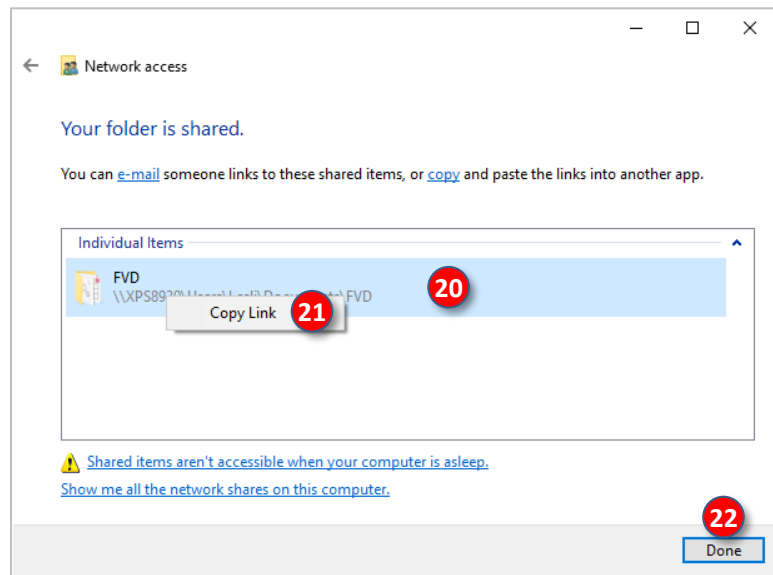 Network access
Your folder is shared.
You can e-mail someone links to these shared items, or copy and paste the links into another app.
Individual Items
FVD
20
FVD
Copy Link
21
Shared items aren't accessible when your computer is asleep.
Show me all the network shares on this computer.
22
Done